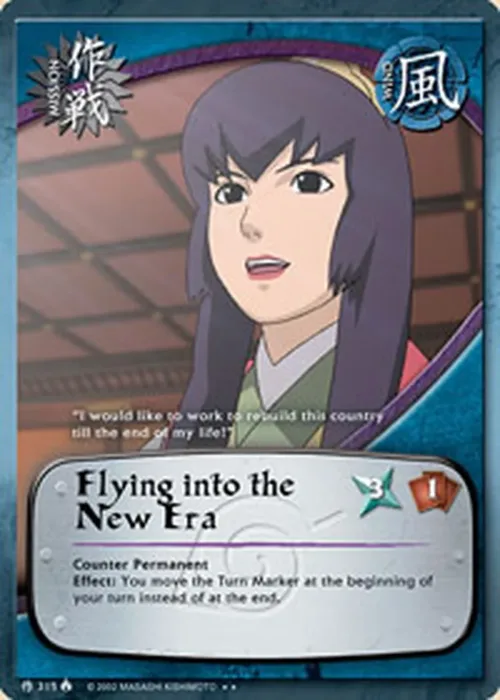 MISSION
作戦
WIND
風
"I would like to work to rebuild this country
till the end of my life!"
Flying into the
New Era
3
1
Counter Permanent
Effect: You move the Turn Marker at the beginning of
your turn instead of at the end.
315
© 2002 MASASHI KISHIMOTO ★★